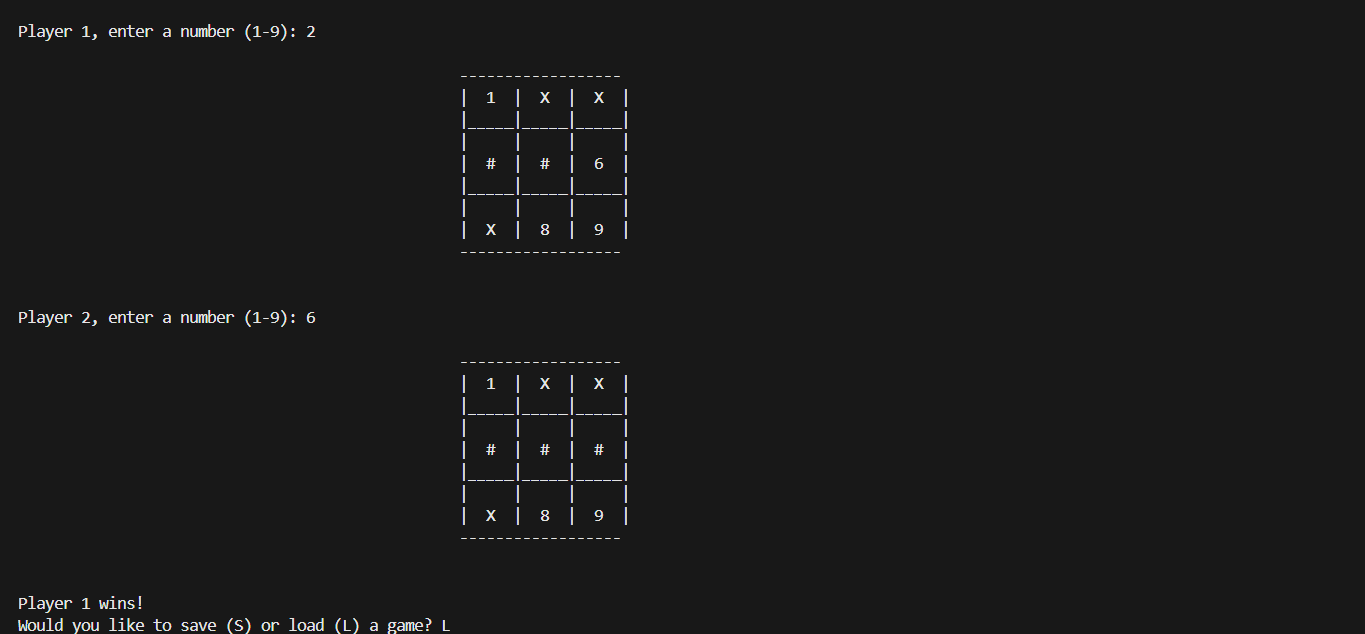 Player 1, enter a number (1-9): 2
------------------
|  1  |  X  |  X  |
|_____|_____|_____|
|     |     |     |
|  #  |  #  |  6  |
|_____|_____|_____|
|     |     |     |
|  X  |  8  |  9  |
------------------
Player 2, enter a number (1-9): 6
------------------
|  1  |  X  |  X  |
|_____|_____|_____|
|     |     |     |
|  #  |  #  |  #  |
|_____|_____|_____|
|     |     |     |
|  X  |  8  |  9  |
------------------
Player 1 wins!
Would you like to save (S) or load (L) a game? L